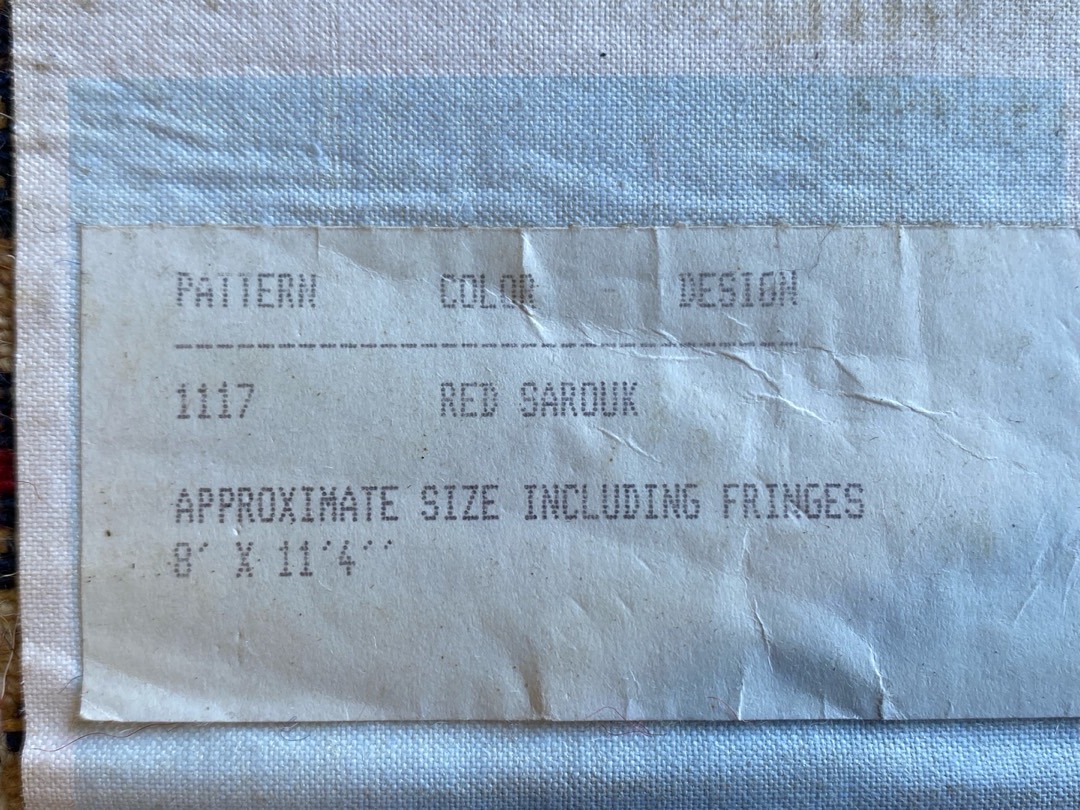 PATTERN COLOR DESIGN
1117 RED SAROUK
APPROXIMATE SIZE INCLUDING FRINGES
8' X 11'4''